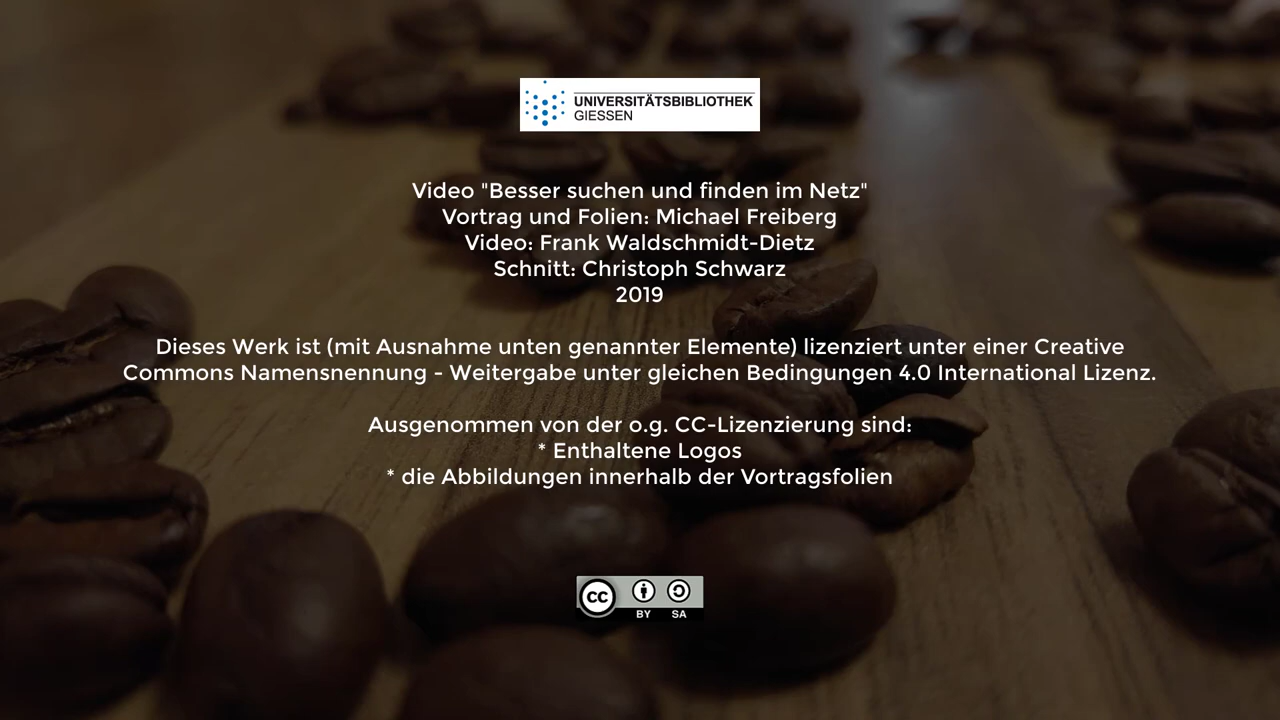 UNIVERSITÄTSBIBLIOTHEK
GIESSEN
Video "Besser suchen und finden im Netz"
Vortrag und Folien: Michael Freiberg
Video: Frank Waldschmidt-Dietz
Schnitt: Christoph Schwarz
2019
Dieses Werk ist (mit Ausnahme unten genannter Elemente) lizenziert unter einer Creative
Commons Namensnennung - Weitergabe unter gleichen Bedingungen 4.0 International Lizenz.
Ausgenommen von der o.g. CC-Lizenzierung sind:
* Enthaltene Logos
* die Abbildungen innerhalb der Vortragsfolien
CC
BY SA